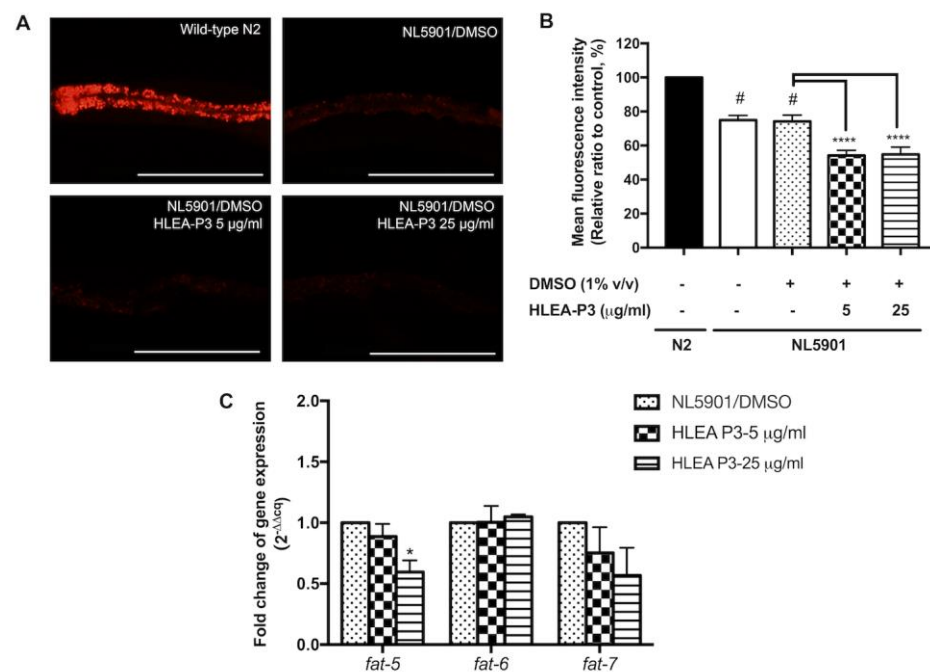 A
Wild-type N2
NL5901/DMSO
NL5901/DMSO
HLEA-P3 5 µg/ml
NL5901/DMSO
HLEA-P3 25 µg/ml
B
Mean fluorescence intensity
(Relative ratio to control, %)
120
100
80
60
40
20
0
#
#
****
****
DMSO (1% v/v) - - + + +
HLEA-P3 (µg/ml) - - - 5 25
N2 NL5901
C
Fold change of gene expression
(2-ΔΔcq)
2.0
1.5
1.0
0.5
0.0
*
fat-5 fat-6 fat-7
NL5901/DMSO
HLEA P3-5 µg/ml
HLEA P3-25 µg/ml